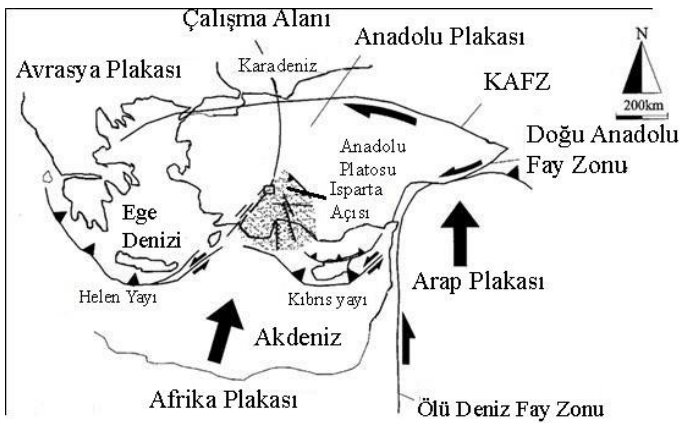 Çalışma Alanı
Anadolu Plakası
Avrasya Plakası
Karadeniz
KAFZ
N
200km
Doğu Anadolu
Fay Zonu
Anadolu
Platosu
Isparta
Açısı
Ege
Denizi
Arap Plakası
Helen Yayı
Kıbrıs yayı
Akdeniz
Afrika Plakası
Ölü Deniz Fay Zonu